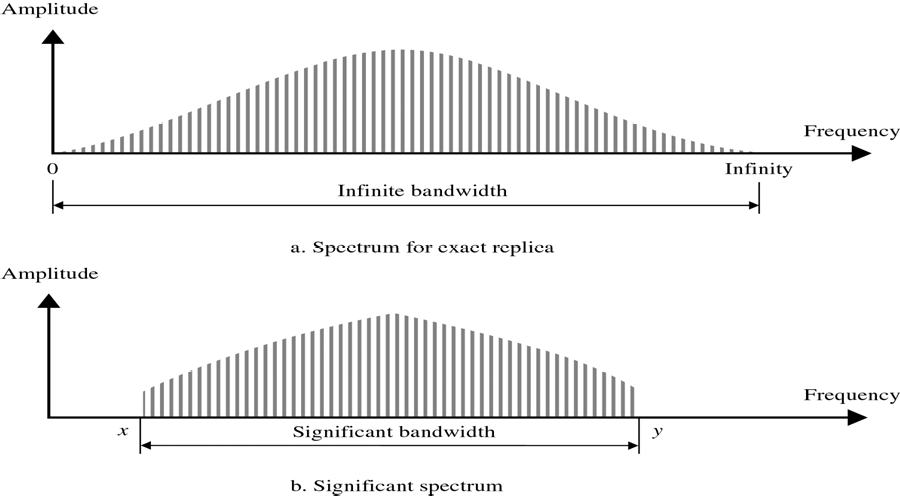 Amplitude
Frequency
0
Infinity
Infinite bandwidth
a. Spectrum for exact replica
Amplitude
Frequency
x
Significant bandwidth
y
b. Significant spectrum